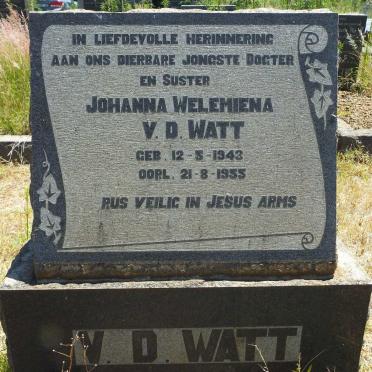 IN LIEFDEVOLLE HERINNERING
AAN ONS DIERBARE JONGSTE DOGTER
EN SUSTER
JOHANNA WELEMIENA
V.D. WATT
GEB. 12-5-1943
OORL. 21-8-1955
RUS VEILIG IN JESUS ARMS
V.D. WATT